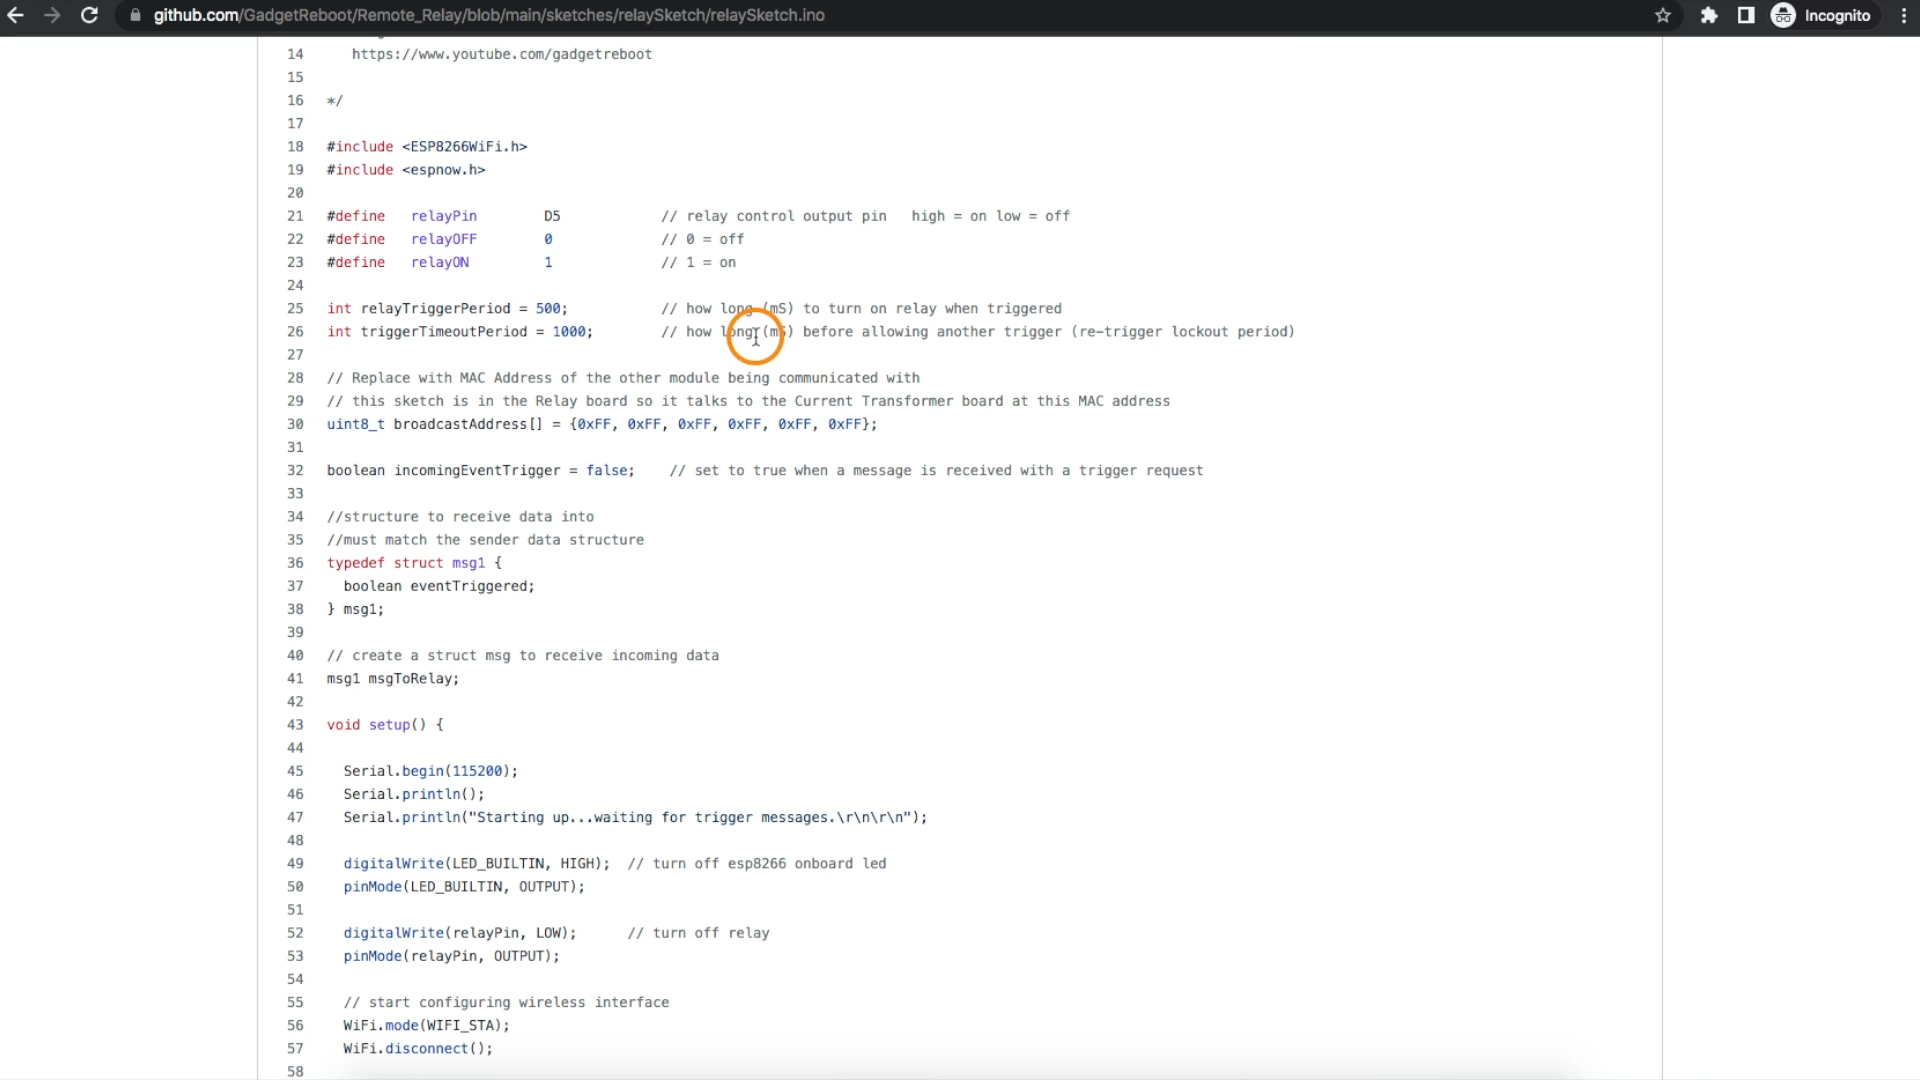 github.com/GadgetReboot/Remote_Relay/blob/main/sketches/relaySketch/relaySketch.ino
Incognito
14 https://www.youtube.com/gadgetreboot
15
16 */
17
18 #include <ESP8266WiFi.h>
19 #include <espnow.h>
20
21 #define relayPin D5 // relay control output pin high = on low = off
22 #define relayOFF 0 // 0 = off
23 #define relayON 1 // 1 = on
24
25 int relayTriggerPeriod = 500; // how long (mS) to turn on relay when triggered
26 int triggerTimeoutPeriod = 1000; // how long (mS) before allowing another trigger (re-trigger lockout period)
27
28 // Replace with MAC Address of the other module being communicated with
29 // this sketch is in the Relay board so it talks to the Current Transformer board at this MAC address
30 uint8_t broadcastAddress[] = {0xFF, 0xFF, 0xFF, 0xFF, 0xFF, 0xFF};
31
32 boolean incomingEventTrigger = false; // set to true when a message is received with a trigger request
33
34 //structure to receive data into
35 //must match the sender data structure
36 typedef struct msg1 {
37 boolean eventTriggered;
38 } msg1;
39
40 // create a struct msg to receive incoming data
41 msg1 msgToRelay;
42
43 void setup() {
44
45 Serial.begin(115200);
46 Serial.println();
47 Serial.println("Starting up...waiting for trigger messages.\r\n\r\n");
48
49 digitalWrite(LED_BUILTIN, HIGH); // turn off esp8266 onboard led
50 pinMode(LED_BUILTIN, OUTPUT);
51
52 digitalWrite(relayPin, LOW); // turn off relay
53 pinMode(relayPin, OUTPUT);
54
55 // start configuring wireless interface
56 WiFi.mode(WIFI_STA);
57 WiFi.disconnect();
58